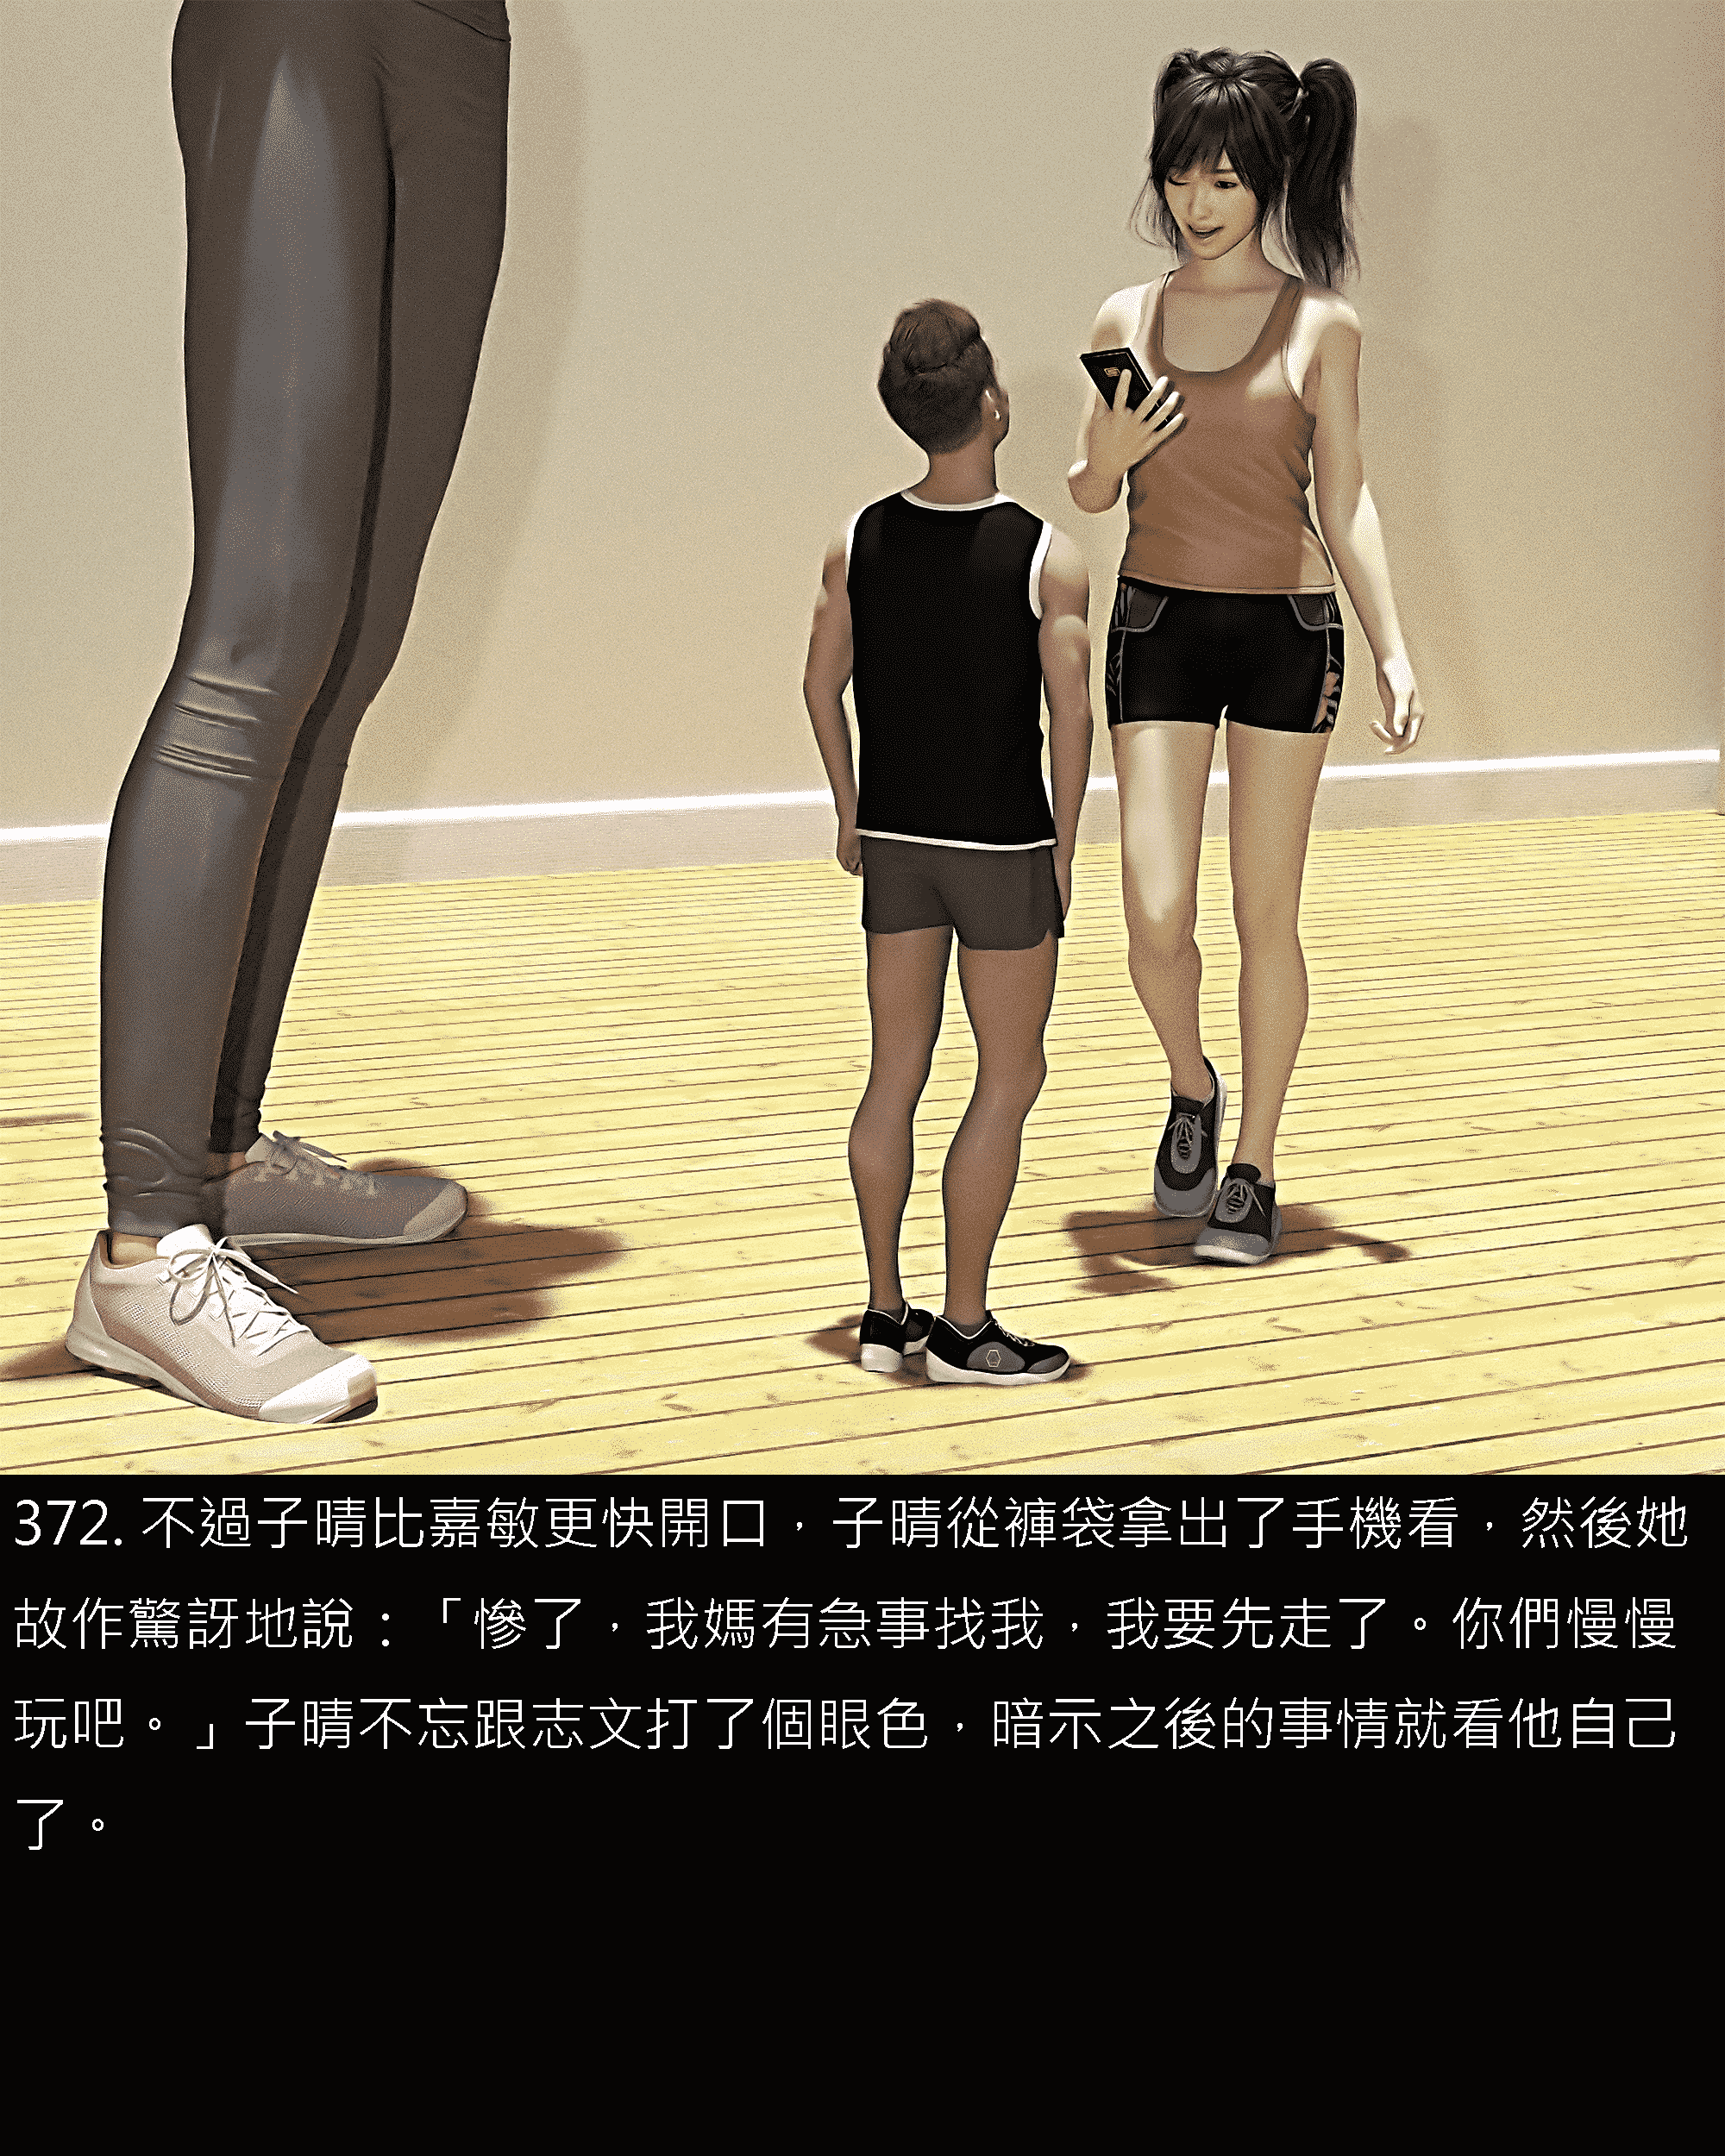 372. 不過子晴比嘉敏更快開口，子晴從褲袋拿出了手機看，然後她
故作驚訝地說：「慘了，我媽有急事找我，我要先走了。你們慢慢
玩吧。」子晴不忘跟志文打了個眼色，暗示之後的事情就看他自己
了。